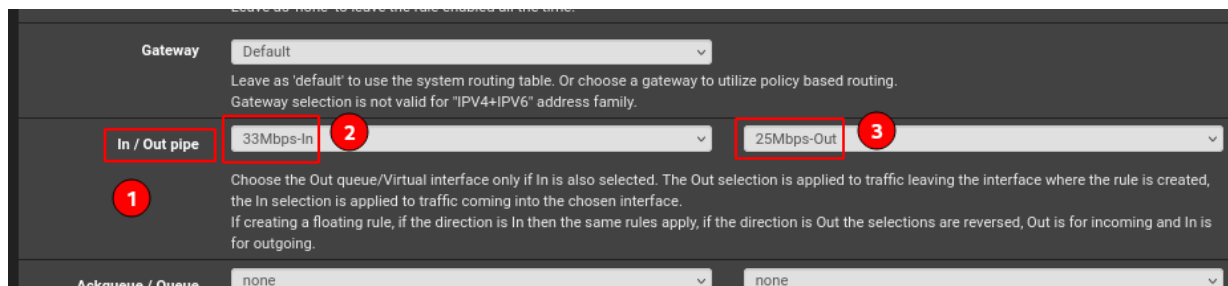 Leave as 'none' to leave the rule enabled all the time.
Gateway
Default
Leave as 'default' to use the system routing table. Or choose a gateway to utilize policy based routing.
Gateway selection is not valid for "IPV4+IPV6" address family.
In / Out pipe
33Mbps-In
2
25Mbps-Out
3
1
Choose the Out queue/Virtual interface only if In is also selected. The Out selection is applied to traffic leaving the interface where the rule is created,
the In selection is applied to traffic coming into the chosen interface.
If creating a floating rule, if the direction is In then the same rules apply, if the direction is Out the selections are reversed, Out is for incoming and In is
for outgoing.
Ackqueue / Queue
none
none